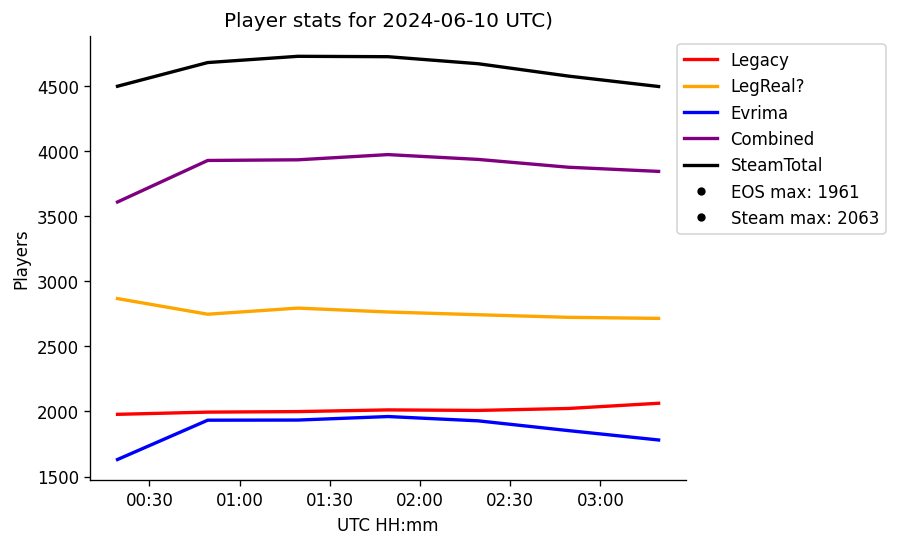 Player stats for 2024-06-10 UTC)
Legacy
LegReal?
Evrima
Combined
SteamTotal
EOS max: 1961
Steam max: 2063
Players
4500
4000
3500
3000
2500
2000
1500
00:30 01:00 01:30 02:00 02:30 03:00
UTC HH:mm